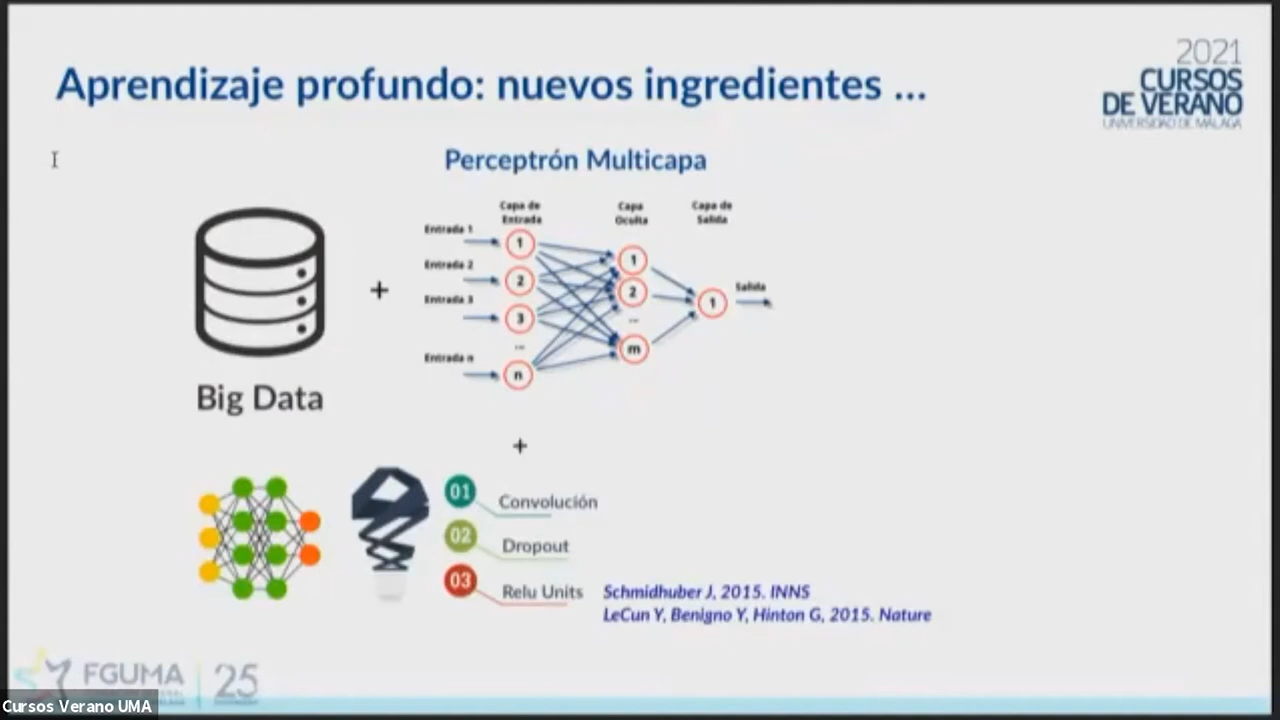 Aprendizaje profundo: nuevos ingredientes ...
2021
CURSOS
DE VERANO
UNIVERSIDAD DE MÁLAGA
Perceptrón Multicapa
Capa de
Entrada
Capa
Oculta
Capa de
Salida
Entrada 1
Entrada 2
Entrada 3
Entrada n
1
2
3
...
n
1
2
...
m
1
Salida
+
Big Data
+
01 Convolución
02 Dropout
03 Relu Units
Schmidhuber J, 2015. INNS
LeCun Y, Benigno Y, Hinton G, 2015. Nature
FGUMA
25
Cursos Verano UMA